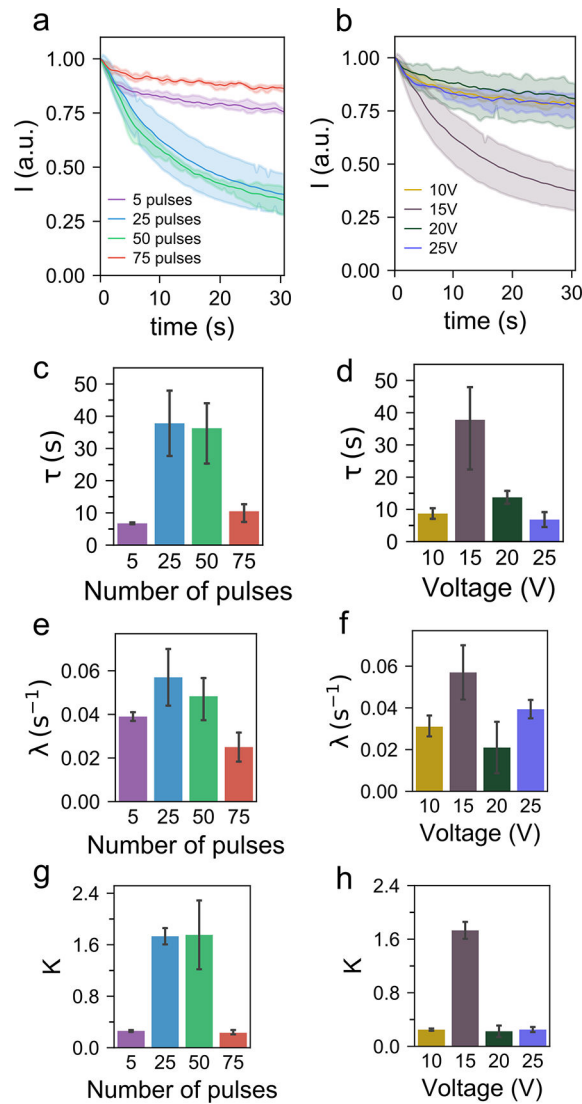 a
b
1.00
0.75
0.50
0.25
0.00
I (a.u.)
5 pulses
25 pulses
50 pulses
75 pulses
0
10
20
30
time (s)
1.00
0.75
0.50
0.25
0.00
I (a.u.)
10V
15V
20V
25V
0
10
20
30
time (s)
c
d
50
40
30
20
10
0
τ (s)
5
25
50
75
Number of pulses
50
40
30
20
10
0
τ (s)
10
15
20
25
Voltage (V)
e
f
0.06
0.04
0.02
0.00
λ (s⁻¹)
5
25
50
75
Number of pulses
0.06
0.04
0.02
0.00
λ (s⁻¹)
10
15
20
25
Voltage (V)
g
h
2.4
1.6
0.8
0.0
K
5
25
50
75
Number of pulses
2.4
1.6
0.8
0.0
K
10
15
20
25
Voltage (V)